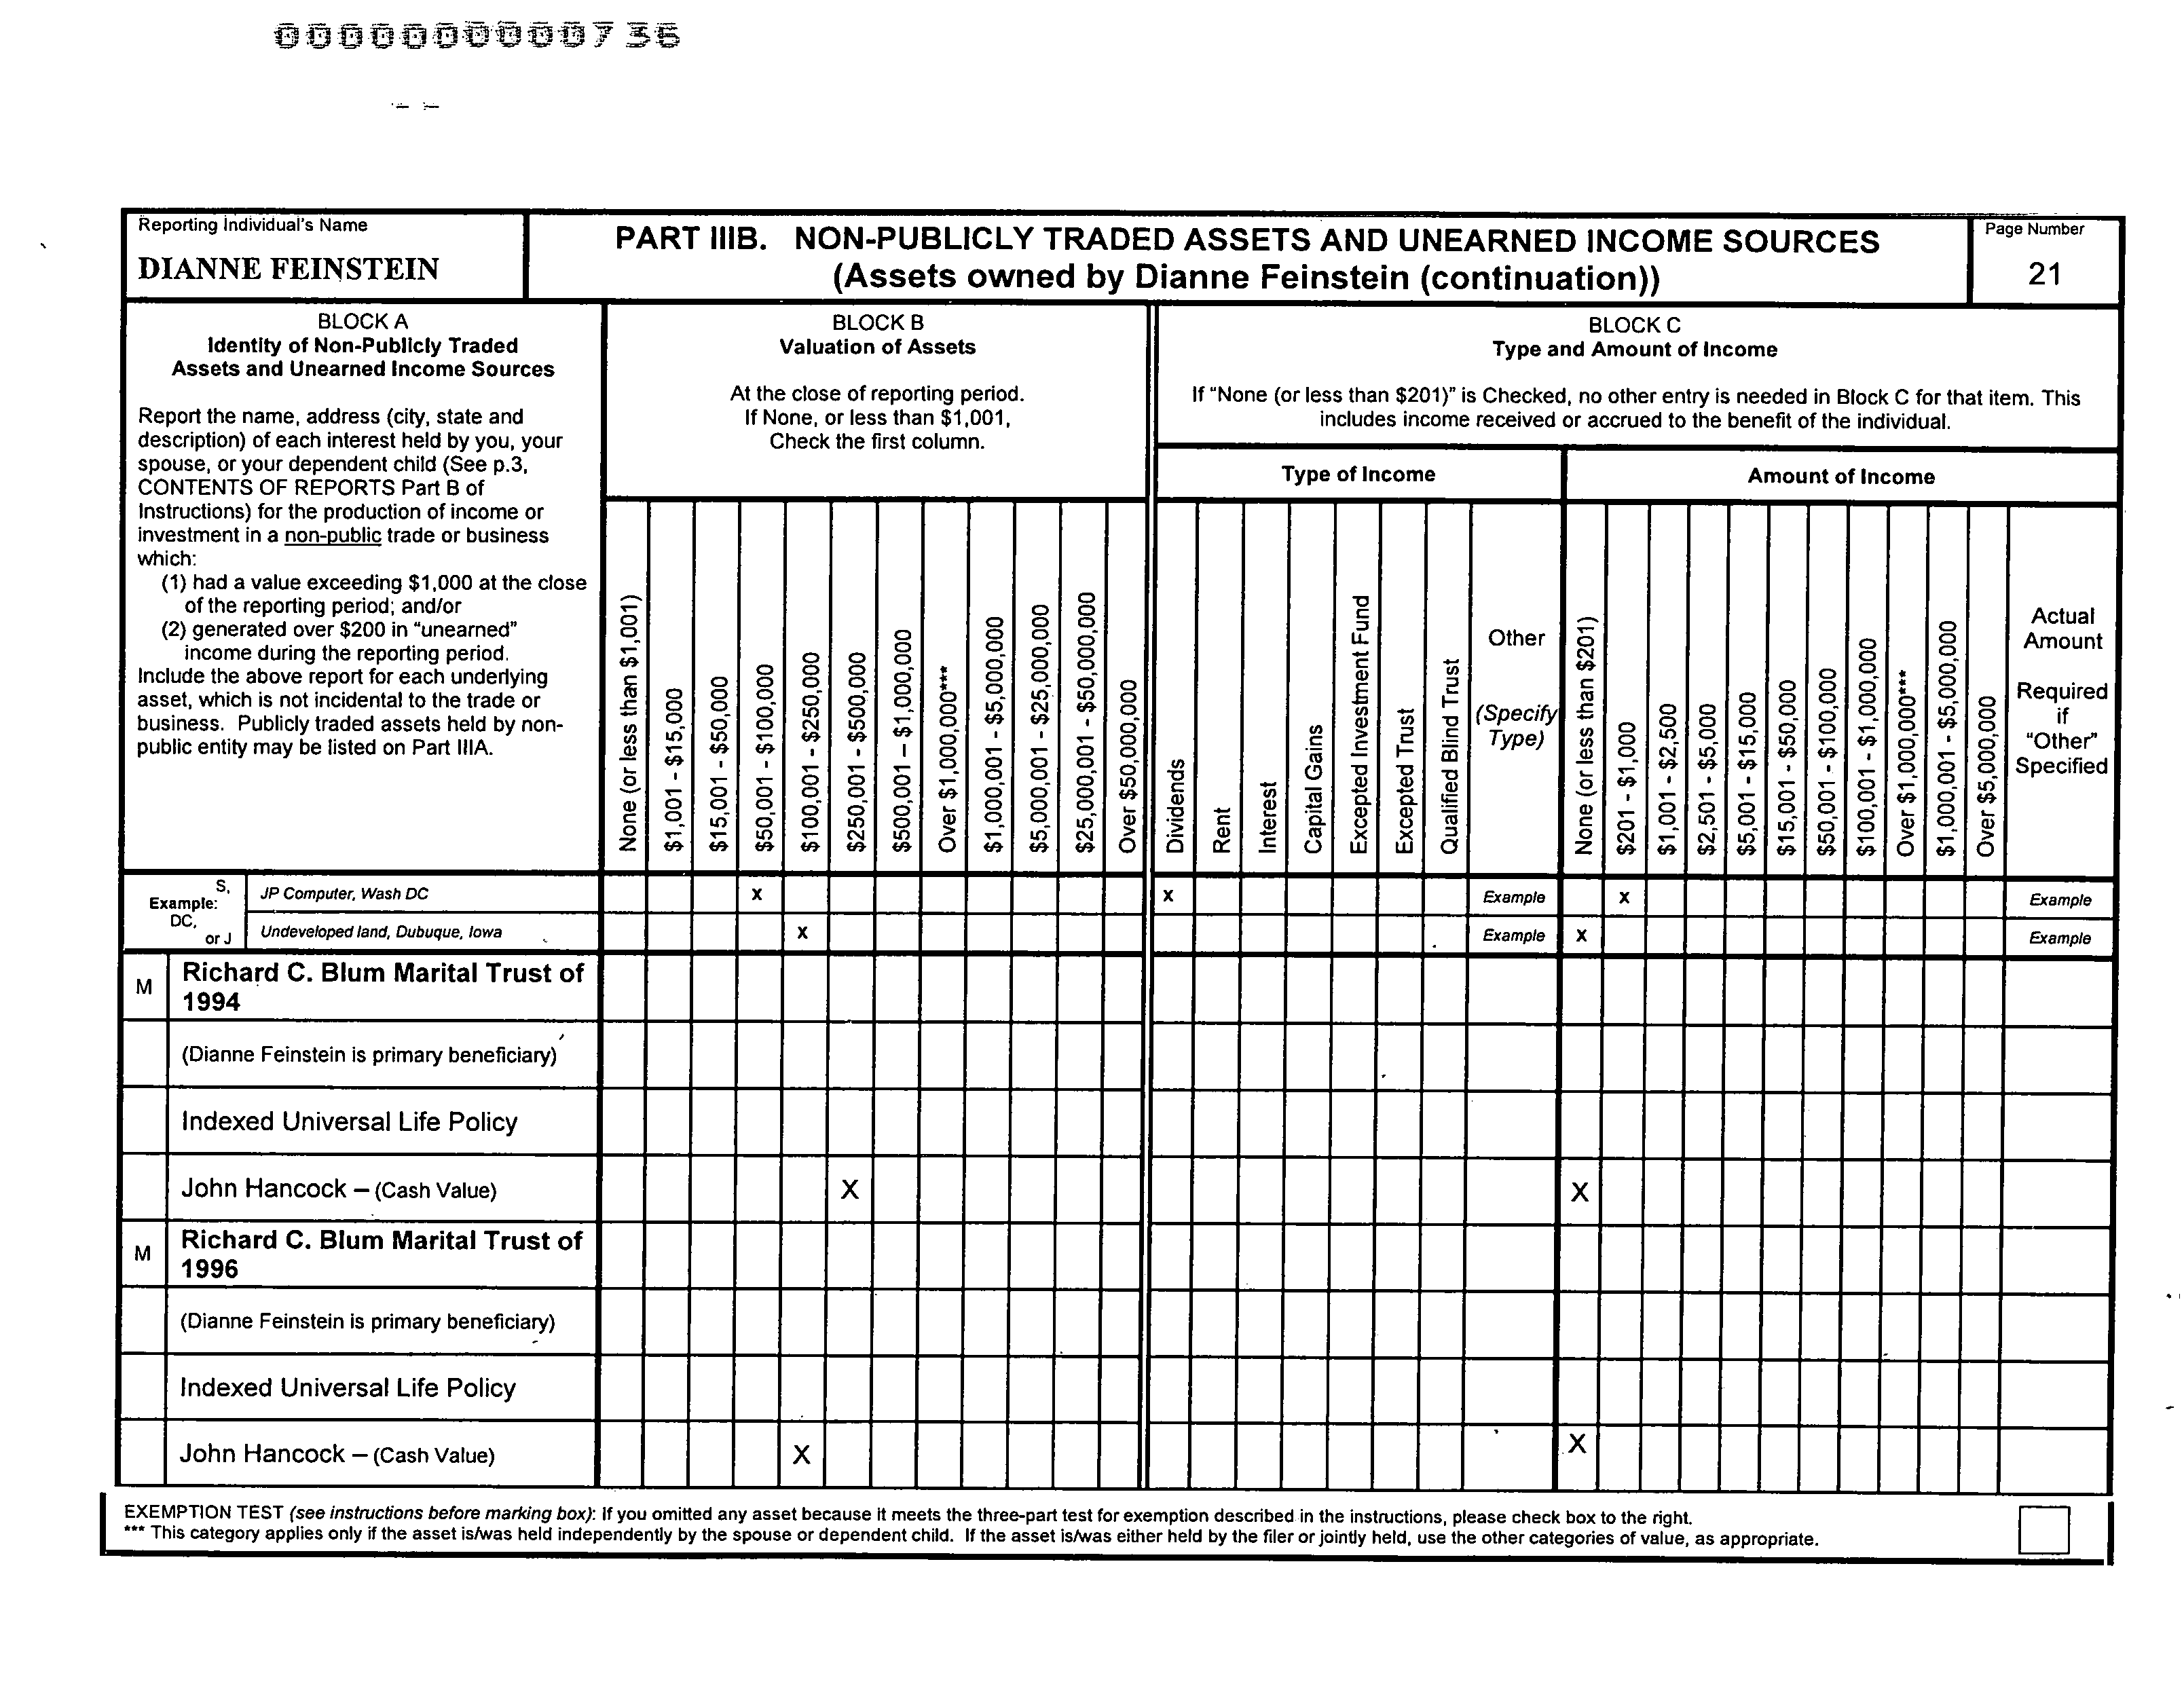 000000000736
Reporting Individual's Name
DIANNE FEINSTEIN
PART IIIB. NON-PUBLICLY TRADED ASSETS AND UNEARNED INCOME SOURCES
(Assets owned by Dianne Feinstein (continuation))
Page Number
21
BLOCK A
Identity of Non-Publicly Traded
Assets and Unearned Income Sources
Report the name, address (city, state and
description) of each interest held by you, your
spouse, or your dependent child (See p.3,
CONTENTS OF REPORTS Part B of
Instructions) for the production of income or
investment in a non-public trade or business
which:
(1) had a value exceeding $1,000 at the close
of the reporting period; and/or
(2) generated over $200 in "unearned"
income during the reporting period.
Include the above report for each underlying
asset, which is not incidental to the trade or
business. Publicly traded assets held by non-
public entity may be listed on Part IIIA.
BLOCK B
Valuation of Assets
At the close of reporting period.
If None, or less than $1,001,
Check the first column.
None (or less than $1,001)
$1,001 - $15,000
$15,001 - $50,000
$50,001 - $100,000
$100,001 - $250,000
$250,001 - $500,000
$500,001 – $1,000,000
Over $1,000,000***
$1,000,001 - $5,000,000
$5,000,001 - $25,000,000
$25,000,001 - $50,000,000
Over $50,000,000
BLOCK C
Type and Amount of Income
If "None (or less than $201)" is Checked, no other entry is needed in Block C for that item. This
includes income received or accrued to the benefit of the individual.
Type of Income
Dividends
Rent
Interest
Capital Gains
Excepted Investment Fund
Excepted Trust
Qualified Blind Trust
Other
(Specify
Type)
Amount of Income
None (or less than $201)
$201 - $1,000
$1,001 - $2,500
$2,501 - $5,000
$5,001 - $15,000
$15,001 - $50,000
$50,001 - $100,000
$100,001 - $1,000,000
Over $1,000,000***
$1,000,001 - $5,000,000
Over $5,000,000
Actual
Amount
Required
if
"Other"
Specified
Example:
S,
DC,
or J
JP Computer, Wash DC X X Example X Example
Undeveloped land, Dubuque, Iowa X Example X Example
M Richard C. Blum Marital Trust of
1994
(Dianne Feinstein is primary beneficiary)
Indexed Universal Life Policy
John Hancock – (Cash Value) X X
M Richard C. Blum Marital Trust of
1996
(Dianne Feinstein is primary beneficiary)
Indexed Universal Life Policy
John Hancock – (Cash Value) X X
EXEMPTION TEST (see instructions before marking box): If you omitted any asset because it meets the three-part test for exemption described in the instructions, please check box to the right.
*** This category applies only if the asset is/was held independently by the spouse or dependent child. If the asset is/was either held by the filer or jointly held, use the other categories of value, as appropriate.